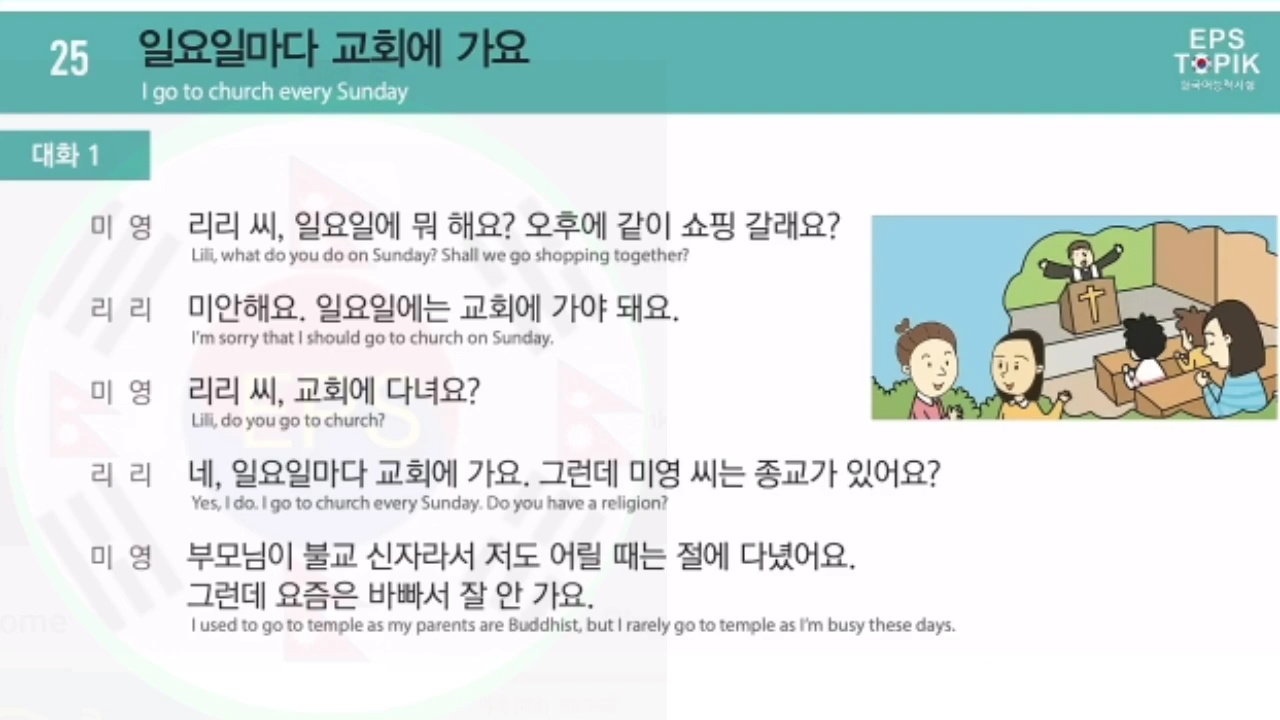 25
일요일마다 교회에 가요
I go to church every Sunday
EPS
TOPIK
한국어능력시험
대화 1
미 영 리리 씨, 일요일에 뭐 해요? 오후에 같이 쇼핑 갈래요?
Lili, what do you do on Sunday? Shall we go shopping together?
리 리 미안해요. 일요일에는 교회에 가야 돼요.
I'm sorry that I should go to church on Sunday.
미 영 리리 씨, 교회에 다녀요?
Lili, do you go to church?
리 리 네, 일요일마다 교회에 가요. 그런데 미영 씨는 종교가 있어요?
Yes, I do. I go to church every Sunday. Do you have a religion?
미 영 부모님이 불교 신자라서 저도 어릴 때는 절에 다녔어요.
그런데 요즘은 바빠서 잘 안 가요.
I used to go to temple as my parents are Buddhist, but I rarely go to temple as I'm busy these days.
EPS
ome